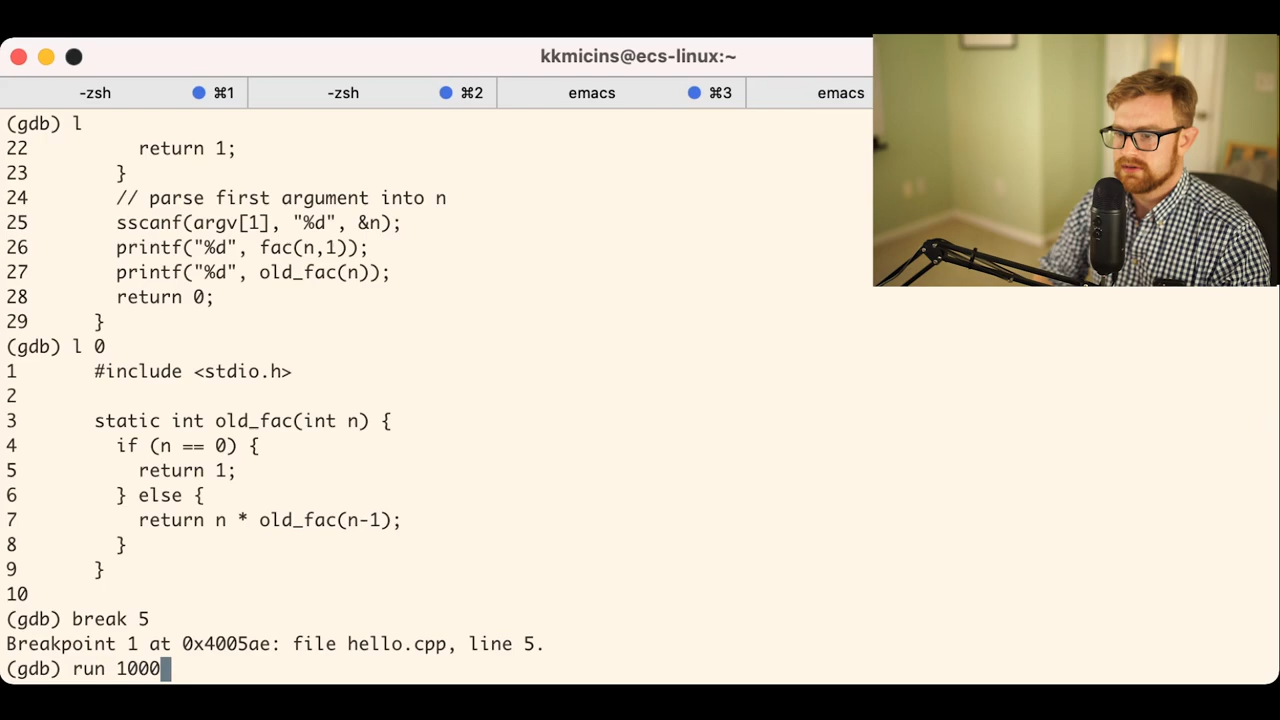 kkmicins@ecs-linux:~
-zsh ⌘1 -zsh ⌘2 emacs ⌘3 emacs
(gdb) l
22 return 1;
23 }
24 // parse first argument into n
25 sscanf(argv[1], "%d", &n);
26 printf("%d", fac(n,1));
27 printf("%d", old_fac(n));
28 return 0;
29 }
(gdb) l 0
1 #include <stdio.h>
2
3 static int old_fac(int n) {
4 if (n == 0) {
5 return 1;
6 } else {
7 return n * old_fac(n-1);
8 }
9 }
10
(gdb) break 5
Breakpoint 1 at 0x4005ae: file hello.cpp, line 5.
(gdb) run 1000